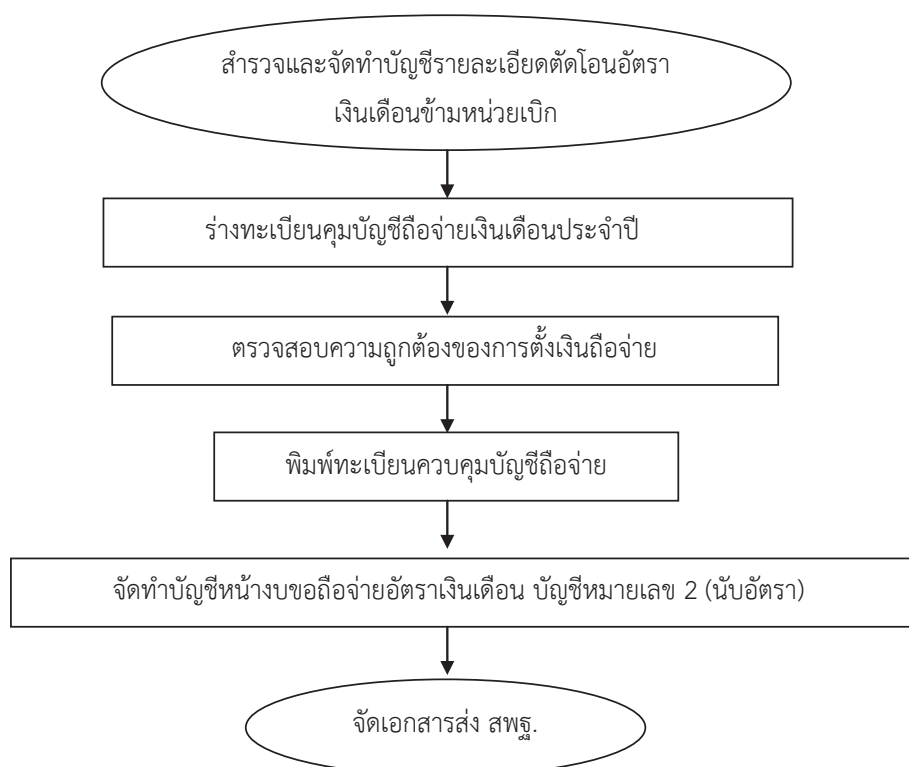 สำรวจและจัดทำบัญชีรายละเอียดตัดโอนอัตรา
เงินเดือนข้ามหน่วยเบิก
ร่างทะเบียนคุมบัญชีถือจ่ายเงินเดือนประจำปี
ตรวจสอบความถูกต้องของการตั้งเงินถือจ่าย
พิมพ์ทะเบียนควบคุมบัญชีถือจ่าย
จัดทำบัญชีหน้างบขอถือจ่ายอัตราเงินเดือน บัญชีหมายเลข 2 (นับอัตรา)
จัดเอกสารส่ง สพฐ.